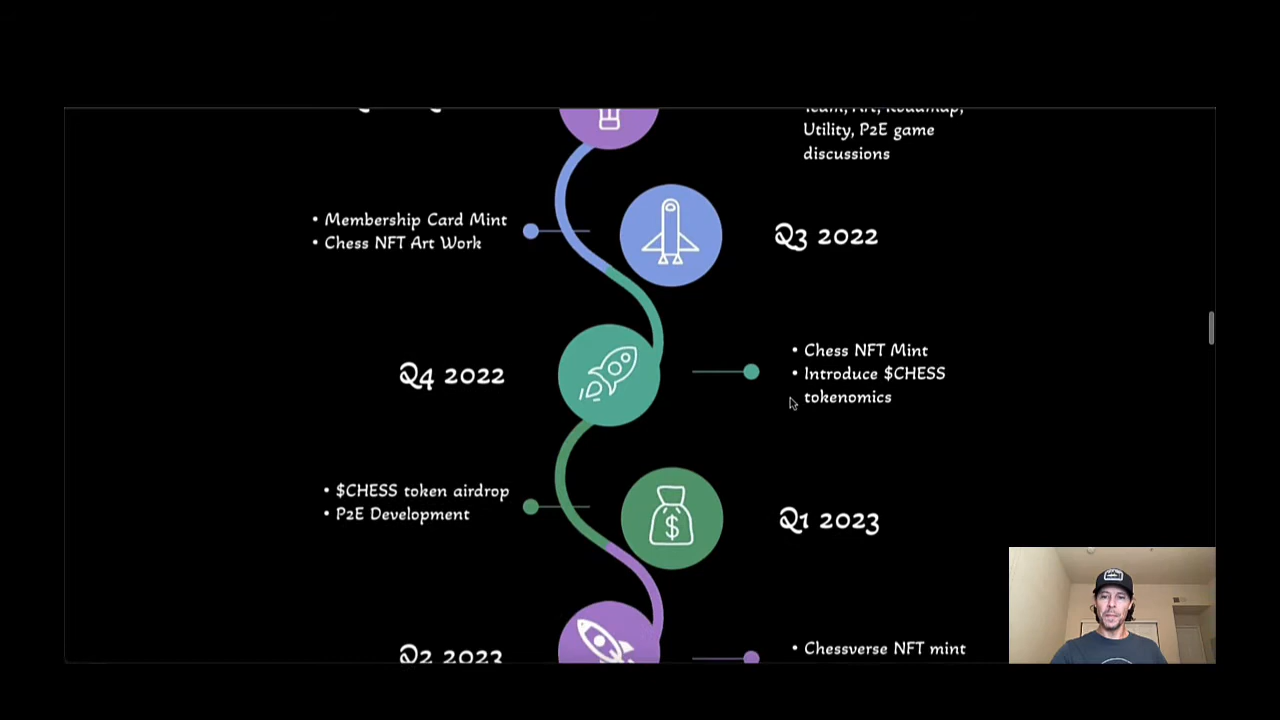 Utility, P2E game
discussions
• Membership Card Mint
• Chess NFT Art Work
Q3 2022
Q4 2022
• Chess NFT Mint
• Introduce $CHESS
tokenomics
• $CHESS token airdrop
• P2E Development
$
Q1 2023
Q2 2023
• Chessverse NFT mint